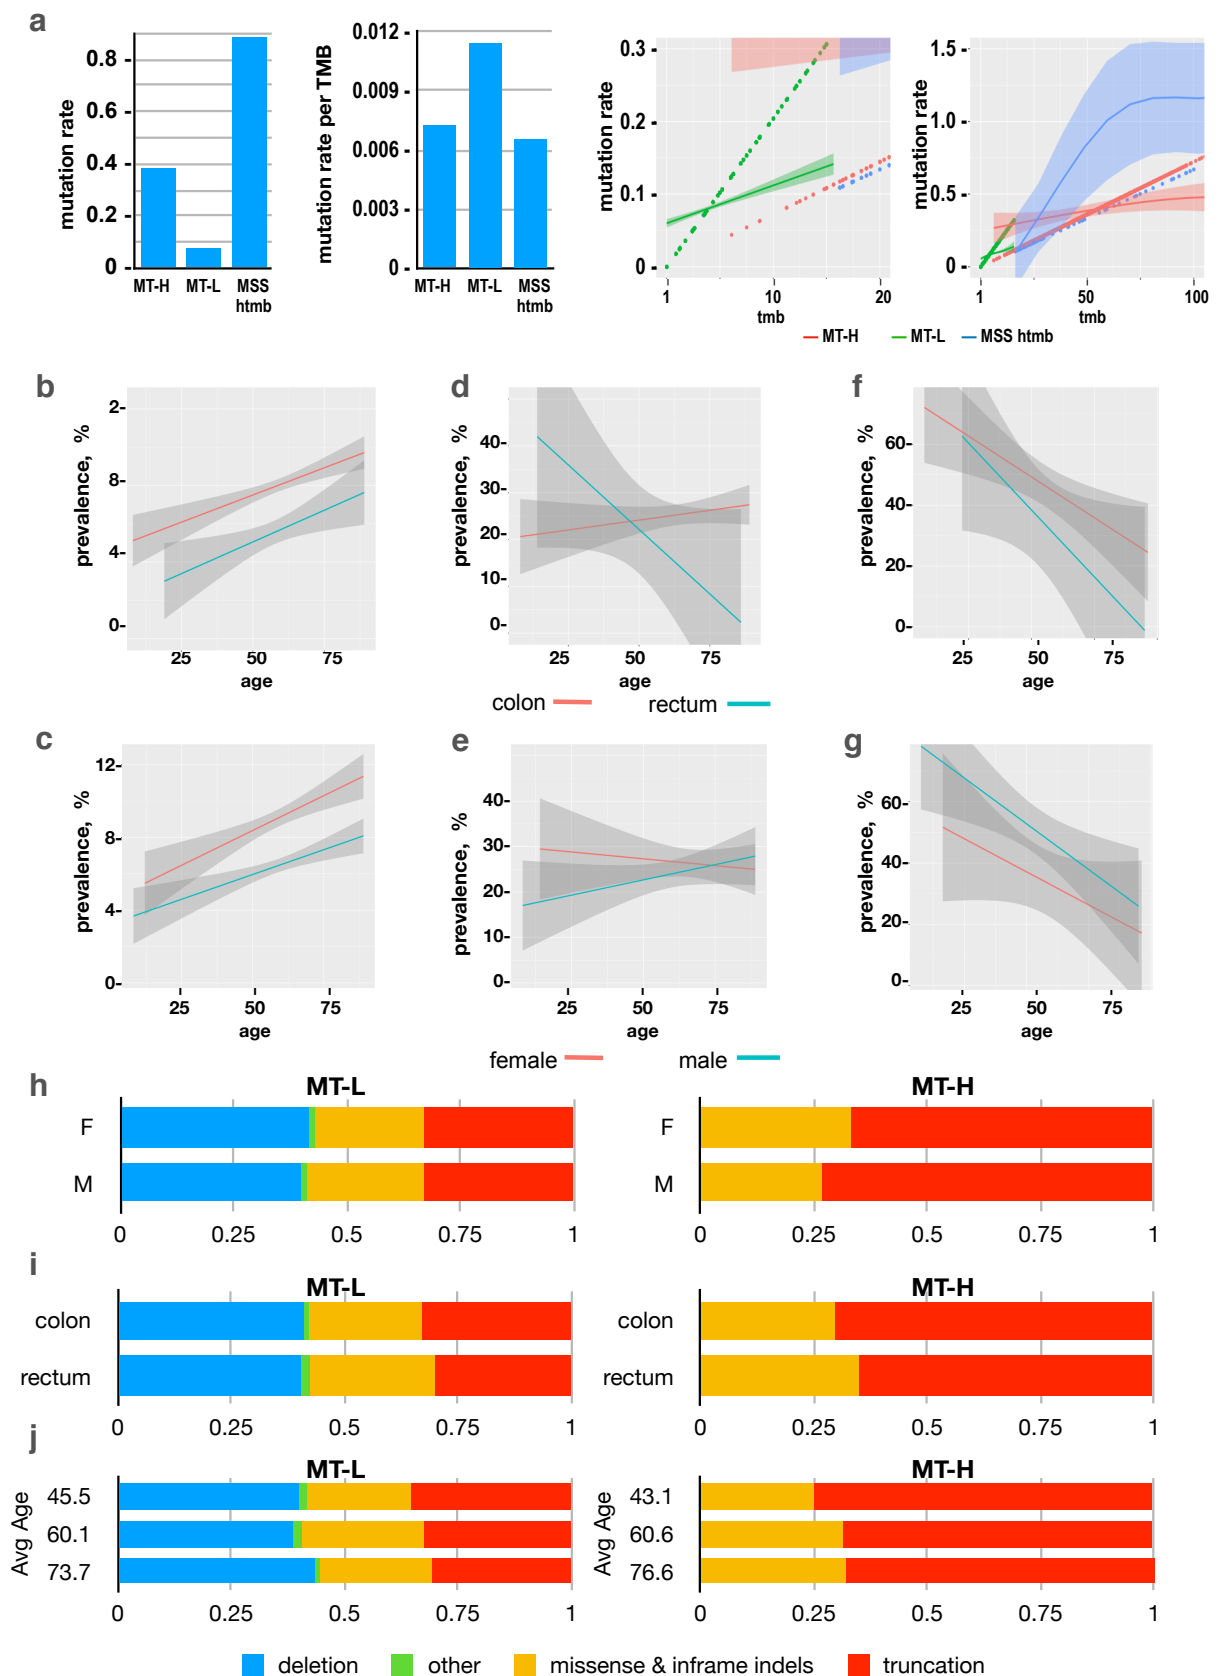 a
mutation rate
0.8
0.6
0.4
0.2
0
MT-H
MT-L
MSS
htmb
mutation rate per TMB
0.012
0.009
0.006
0.003
0
MT-H
MT-L
MSS
htmb
mutation rate
0.3
0.2
0.1
0
1
10
20
tmb
mutation rate
1.5
1.0
0.5
0
1
50
100
tmb
MT-H
MT-L
MSS htmb
b
prevalence, %
2-
8-
4-
0-
25
50
75
age
d
prevalence, %
40-
30-
20-
10-
0-
25
50
75
age
f
prevalence, %
60-
40-
20-
0-
25
50
75
age
colon
rectum
c
prevalence, %
12-
8-
4-
0-
25
50
75
age
e
prevalence, %
40-
30-
20-
10-
0-
25
50
75
age
g
prevalence, %
60-
40-
20-
0-
25
50
75
age
female
male
h
MT-L
F
M
0 0.25 0.5 0.75 1
MT-H
F
M
0 0.25 0.5 0.75 1
i
MT-L
colon
rectum
0 0.25 0.5 0.75 1
MT-H
colon
rectum
0 0.25 0.5 0.75 1
j
MT-L
Avg Age
45.5
60.1
73.7
0 0.25 0.5 0.75 1
MT-H
Avg Age
43.1
60.6
76.6
0 0.25 0.5 0.75 1
deletion other missense & inframe indels truncation